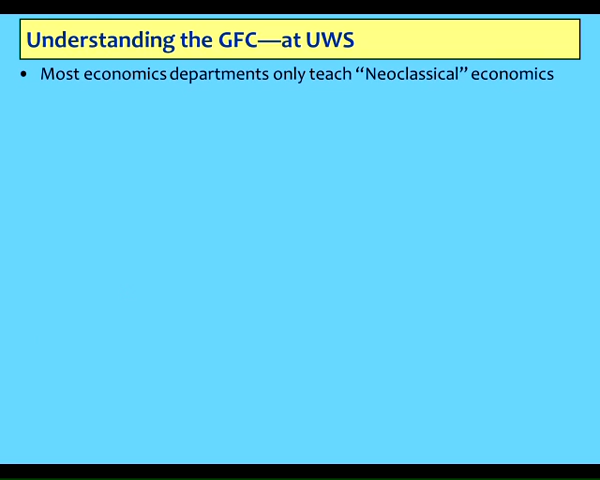 Understanding the GFC—at UWS
• Most economics departments only teach “Neoclassical” economics